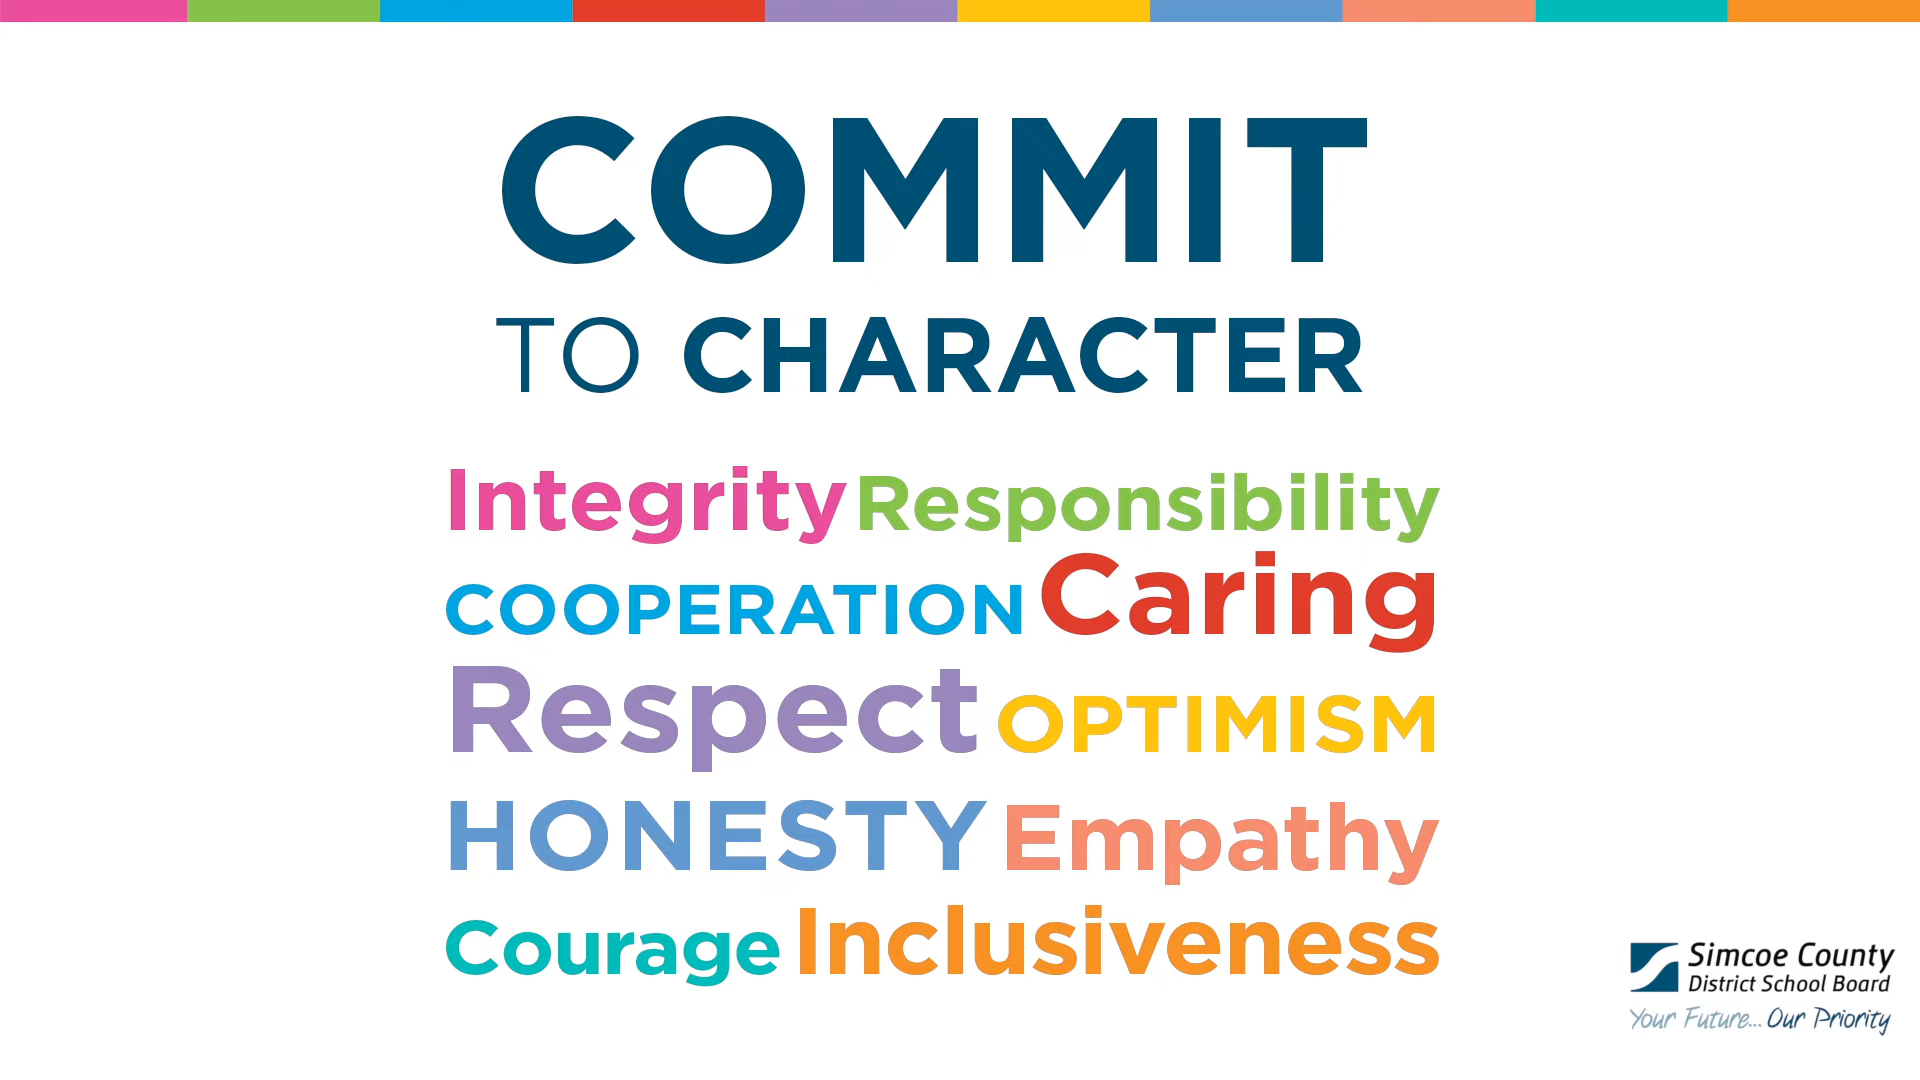 COMMIT
TO CHARACTER
Integrity Responsibility
COOPERATION Caring
Respect OPTIMISM
HONESTY Empathy
Courage Inclusiveness
Simcoe County
District School Board
Your Future... Our Priority